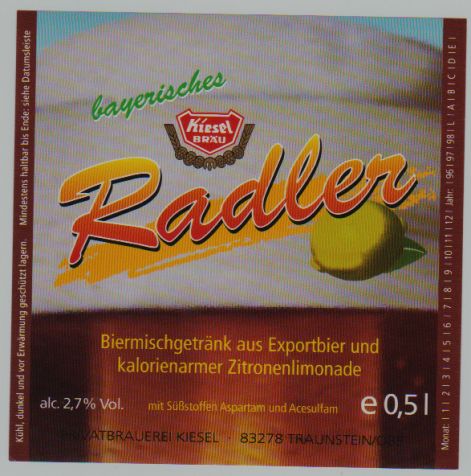 bayerisches
Kiesel
BRÄU
Radler
Biermischgetränk aus Exportbier und
kalorienarmer Zitronenlimonade
alc. 2,7% Vol.
mit Süßstoffen Aspartam und Acesulfam
e 0,5 l
PRIVATBRAUEREI KIESEL · 83278 TRAUNSTEIN/OBB.
Kühl, dunkel und vor Erwärmung geschützt lagern. Mindestens haltbar bis Ende: siehe Datumsleiste
Monat: | 1 | 2 | 3 | 4 | 5 | 6 | 7 | 8 | 9 | 10 | 11 | 12 | Jahr: | 96 | 97 | 98 | L | A | B | C | D | E |